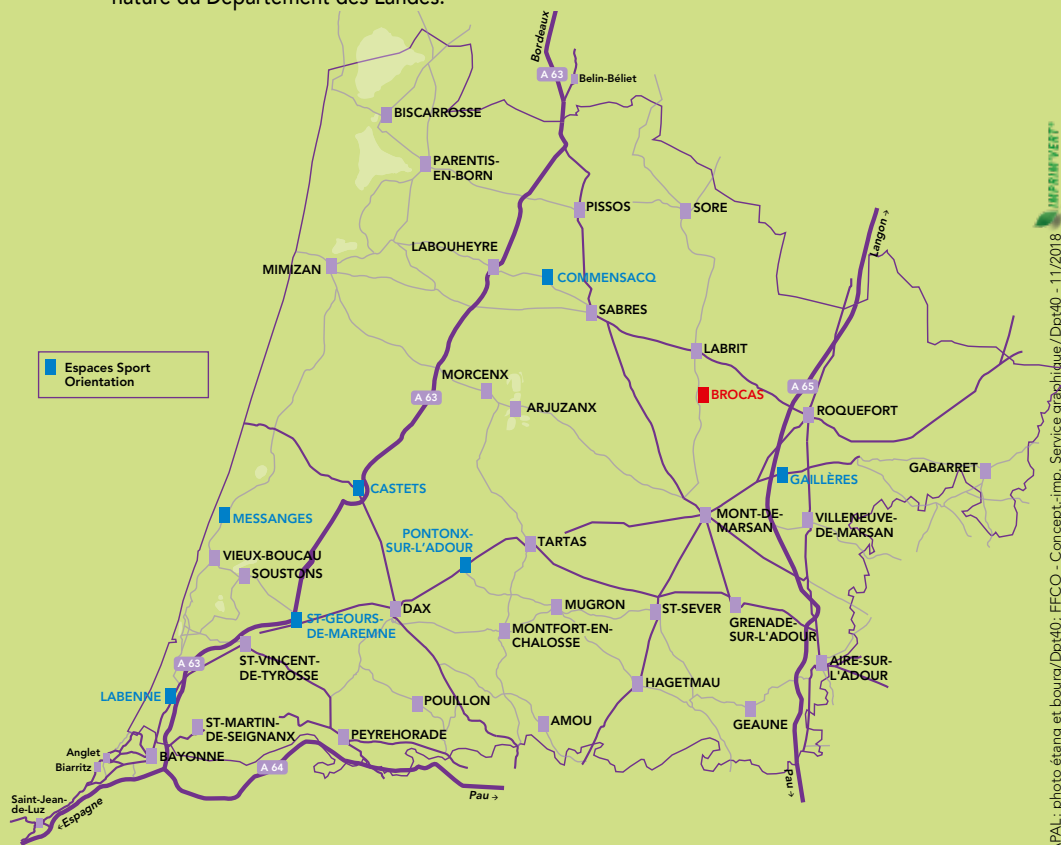 nature du Département des Landes.
Bordeaux
A 63
Belin-Béliet
BISCARROSSE
PARENTIS-
EN-BORN
PISSOS
SORE
IMPRIM'VERT®
Langon →
LABOUHEYRE
MIMIZAN
COMMENSACQ
SABRES
LABRIT
Espaces Sport
Orientation
MORCENX
A 63
ARJUZANX
BROCAS
A 65
ROQUEFORT
GABARRET
CASTETS
GAILLÈRES
MESSANGES
MONT-DE-
MARSAN
VILLENEUVE-
DE-MARSAN
PONTONX-
SUR-L'ADOUR
TARTAS
VIEUX-BOUCAU
SOUSTONS
DAX
MUGRON
ST-SEVER
GRENADE-
SUR-L'ADOUR
ST-GEOURS-
DE-MAREMNE
MONTFORT-EN-
CHALOSSE
ST-VINCENT-
DE-TYROSSE
A 63
AIRE-SUR-
L'ADOUR
LABENNE
HAGETMAU
POUILLON
GEAUNE
ST-MARTIN-
DE-SEIGNANX
AMOU
PEYREHORADE
Anglet
Biarritz
BAYONNE
A 64
Pau →
Pau →
Saint-Jean-
de-Luz
←Espagne
PAL ; photo étang et bourg/Dpt40; FFCO - Concept.-Imp. Service graphique/Dpt40 - 11/2018